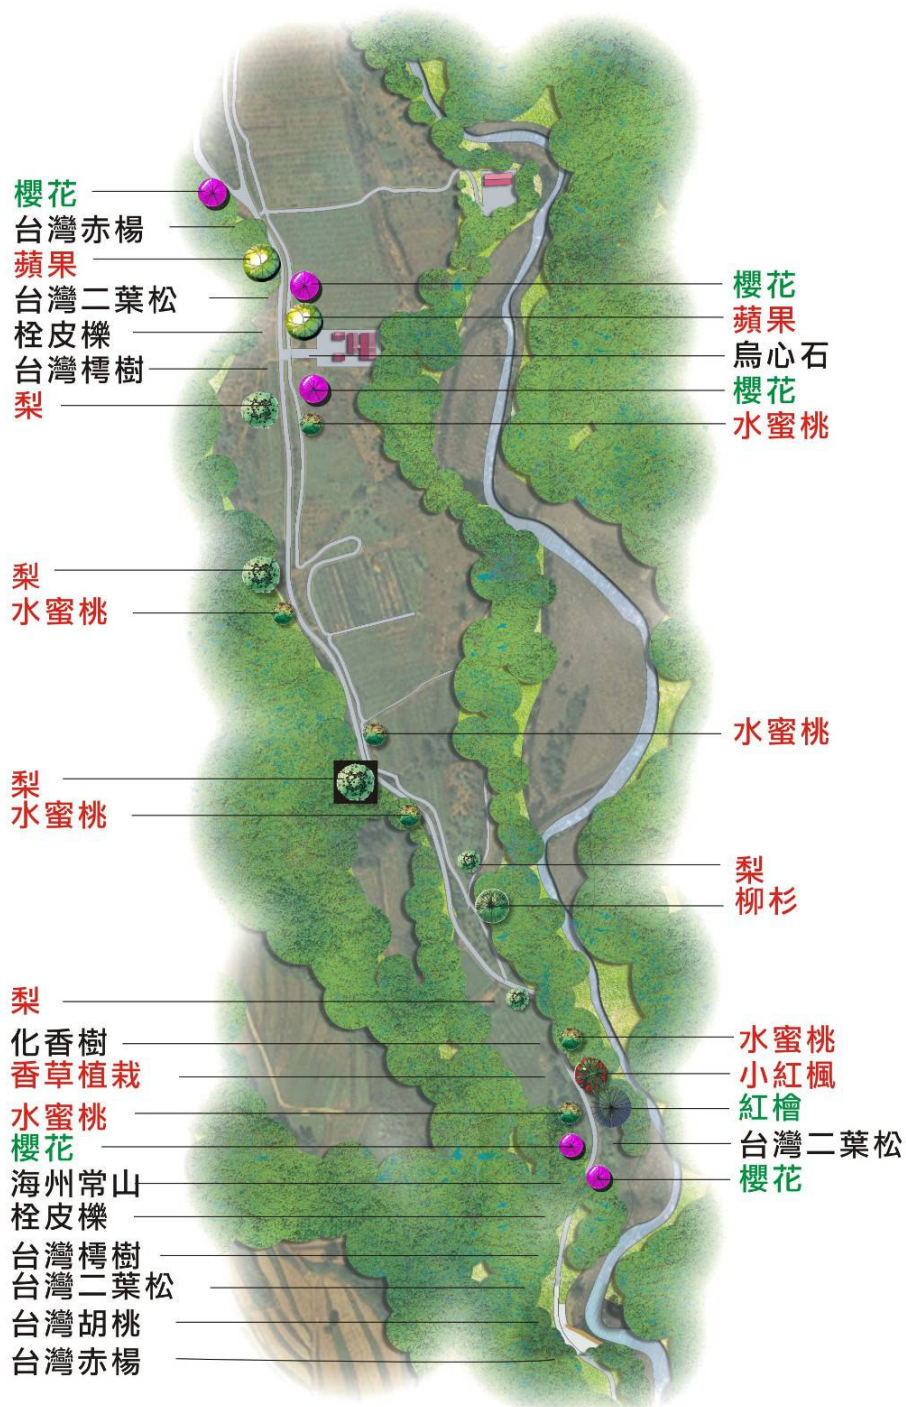 櫻花
台灣赤楊
蘋果
台灣二葉松
栓皮櫟
台灣樗樹
梨
梨
水蜜桃
梨
水蜜桃
梨
化香樹
香草植栽
水蜜桃
櫻花
海州常山
栓皮櫟
台灣樗樹
台灣二葉松
台灣胡桃
台灣赤楊
櫻花
蘋果
烏心石
櫻花
水蜜桃
水蜜桃
梨
柳杉
水蜜桃
小紅楓
紅檜
台灣二葉松
櫻花